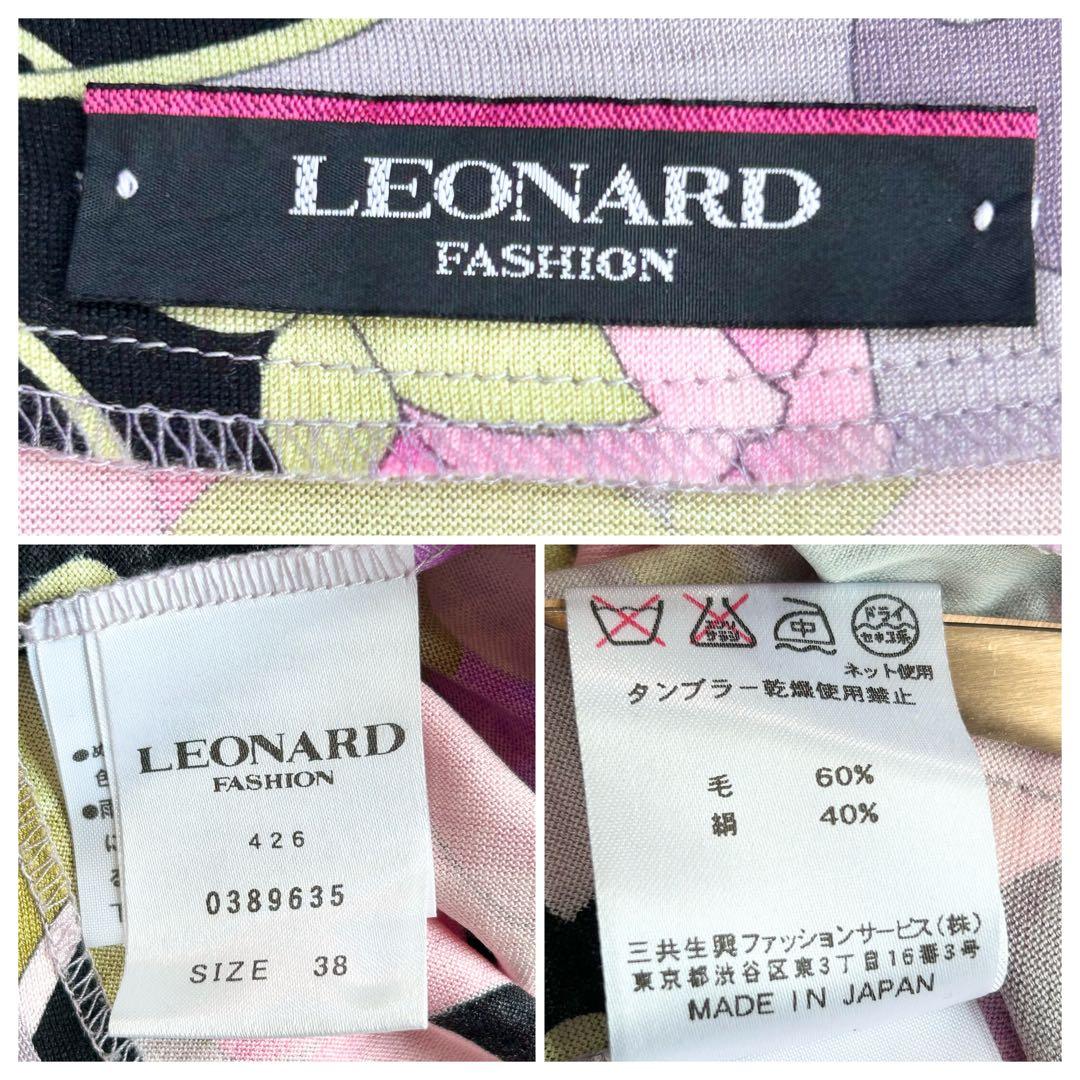 LEONARD
FASHION
LEONARD
FASHION
426
0389635
SIZE 38
中
ドライ
セキユ系
ネット使用
タンブラー乾燥使用禁止
毛 60%
絹 40%
三共生興ファッションサービス(株)
東京都渋谷区東3丁目16番3号
MADE IN JAPAN